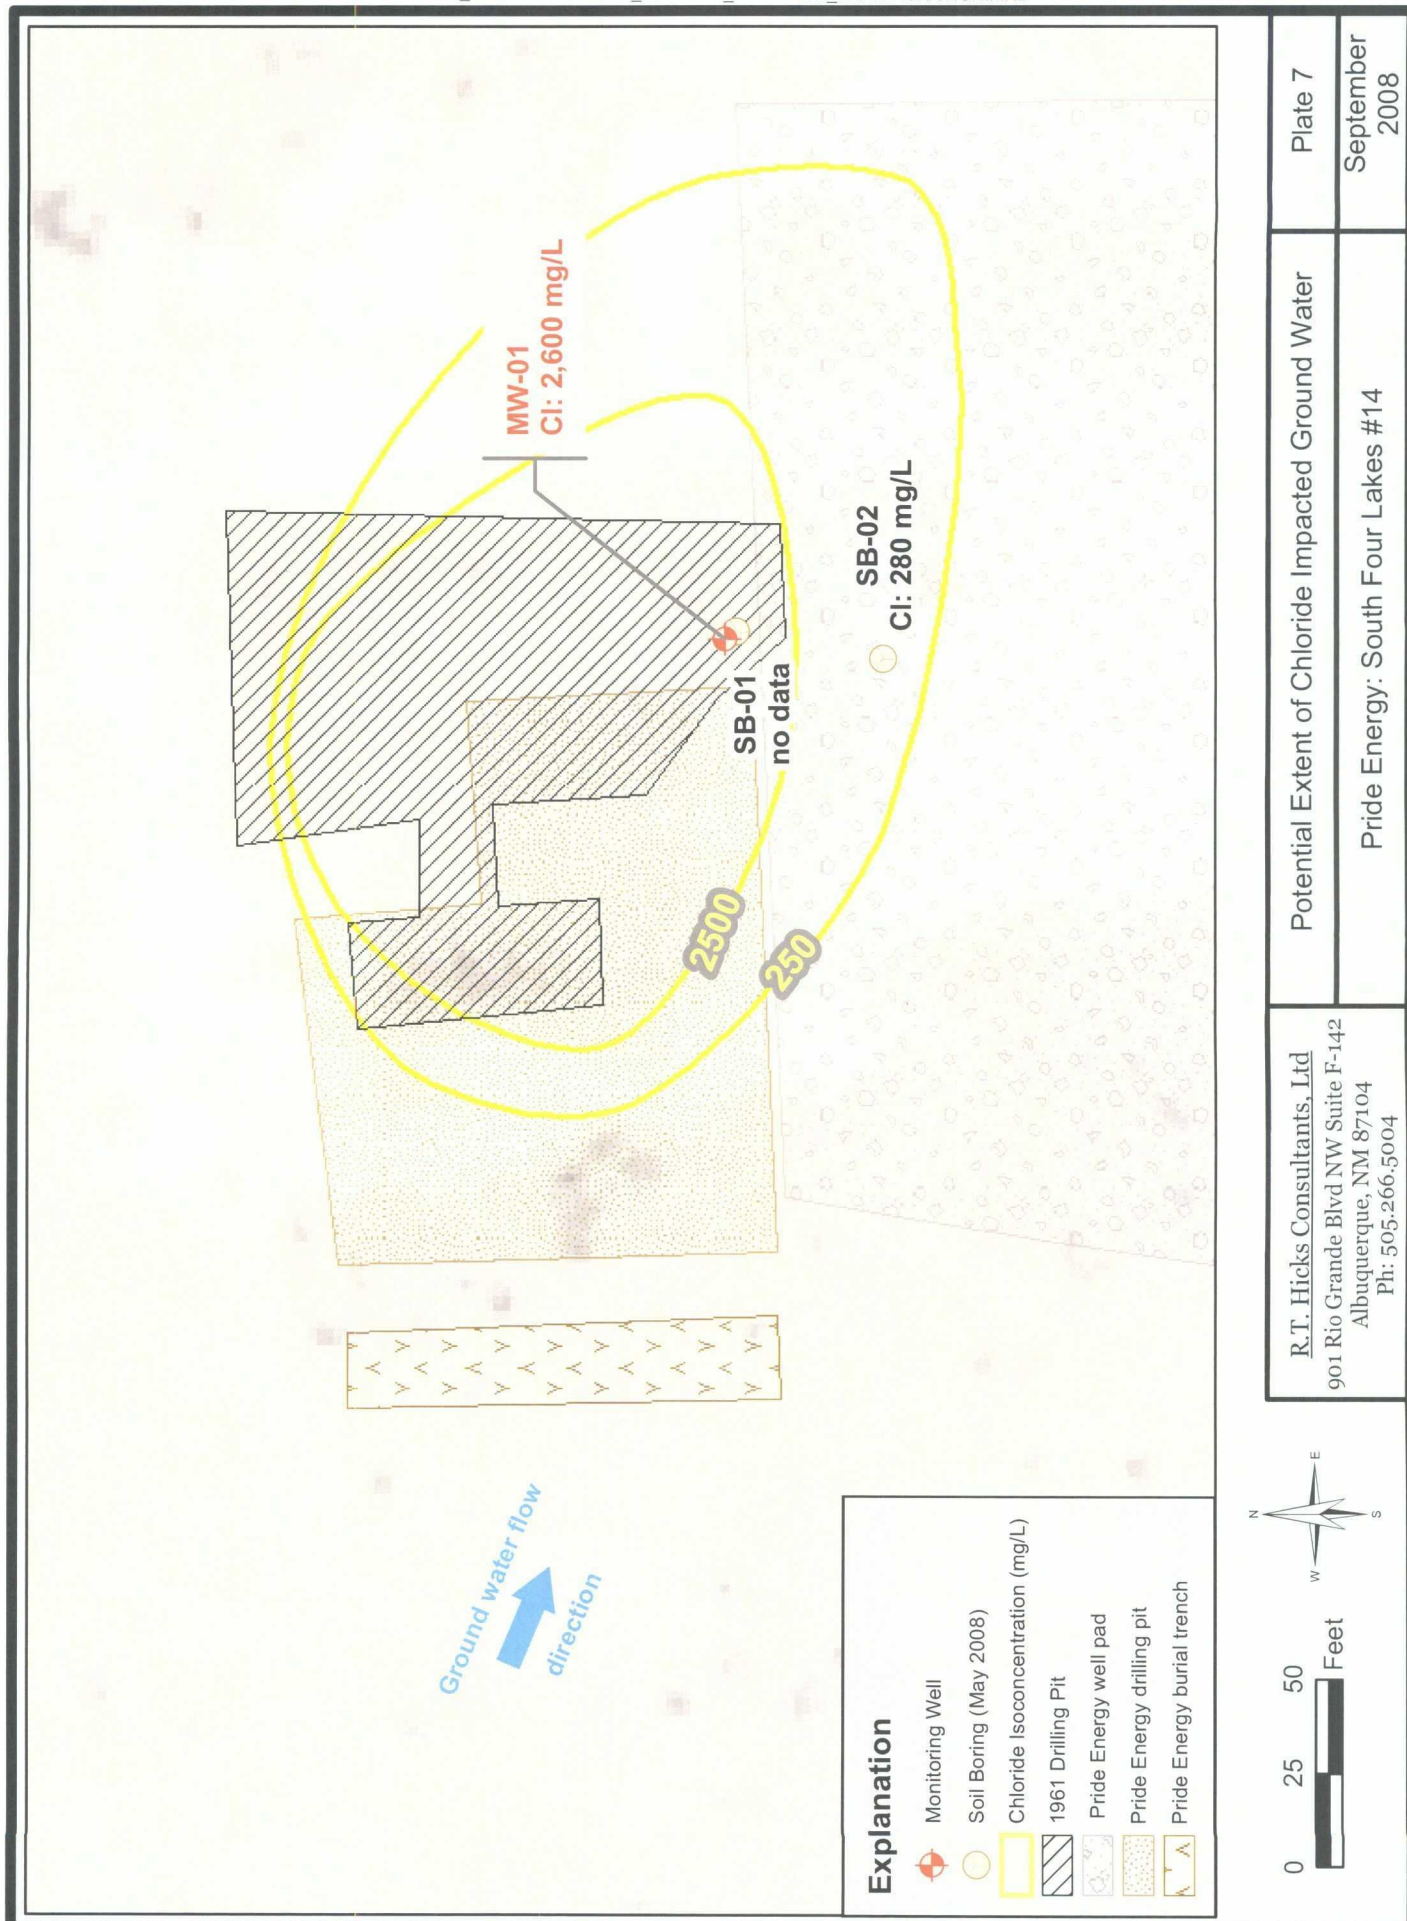 MW-01
Cl: 2,600 mg/L
SB-01
no data
SB-02
Cl: 280 mg/L
2500
250
Ground water flow
direction
Explanation
Monitoring Well
Soil Boring (May 2008)
Chloride Isoconcentration (mg/L)
1961 Drilling Pit
Pride Energy well pad
Pride Energy drilling pit
Pride Energy burial trench
0 25 50
Feet
N
W E
S
R.T. Hicks Consultants, Ltd
901 Rio Grande Blvd NW Suite F-142
Albuquerque, NM 87104
Ph: 505.266.5004
Potential Extent of Chloride Impacted Ground Water
Pride Energy: South Four Lakes #14
Plate 7
September
2008